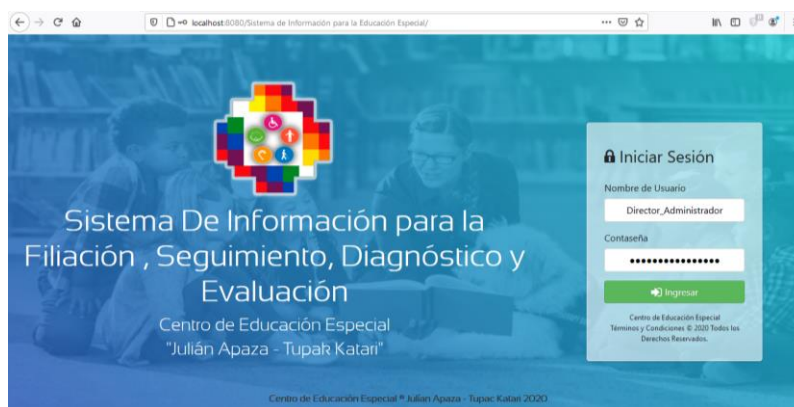 localhost:8080/Sistema de Información para la Educación Especial/
Sistema De Información para la
Filiación , Seguimiento, Diagnóstico y
Evaluación
Centro de Educación Especial
"Julián Apaza - Tupak Katari"
Iniciar Sesión
Nombre de Usuario
Director_Administrador
Contaseña
••••••••••••••••
Ingresar
Centro de Educación Especial
Términos y Condiciones © 2020 Todos los
Derechos Reservados.
Centro de Educación Especial ® Julian Apaza - Tupac Katari 2020